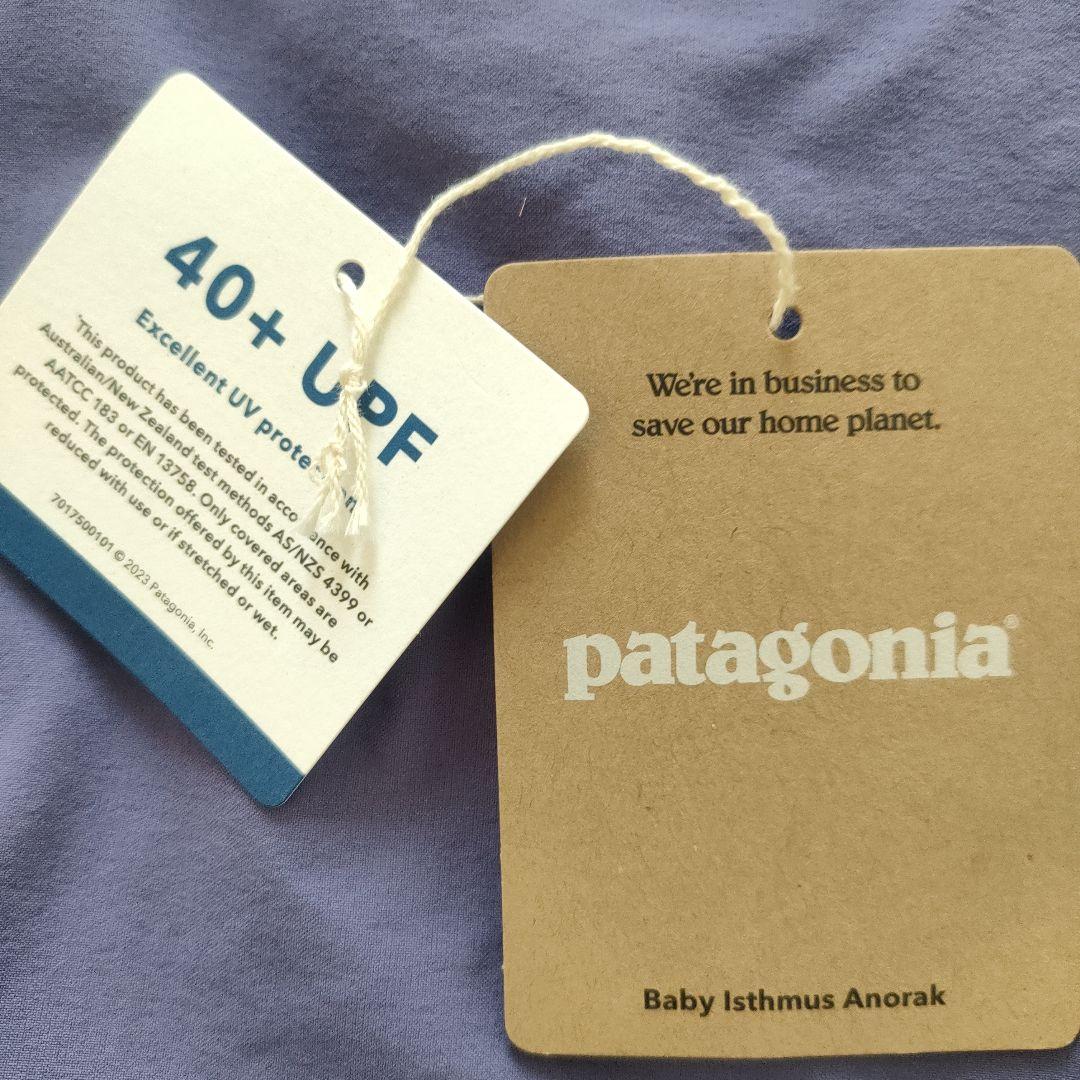 40+ UPF
Excellent UV protection
This product has been tested in accordance with
Australian/New Zealand test methods AS/NZS 4399 or
AATCC 183 or EN 13758. Only covered areas are
protected. The protection offered by this item may be
reduced with use or if stretched or wet.
7017500101 © 2023 Patagonia, Inc.
We're in business to
save our home planet.
patagonia®
Baby Isthmus Anorak